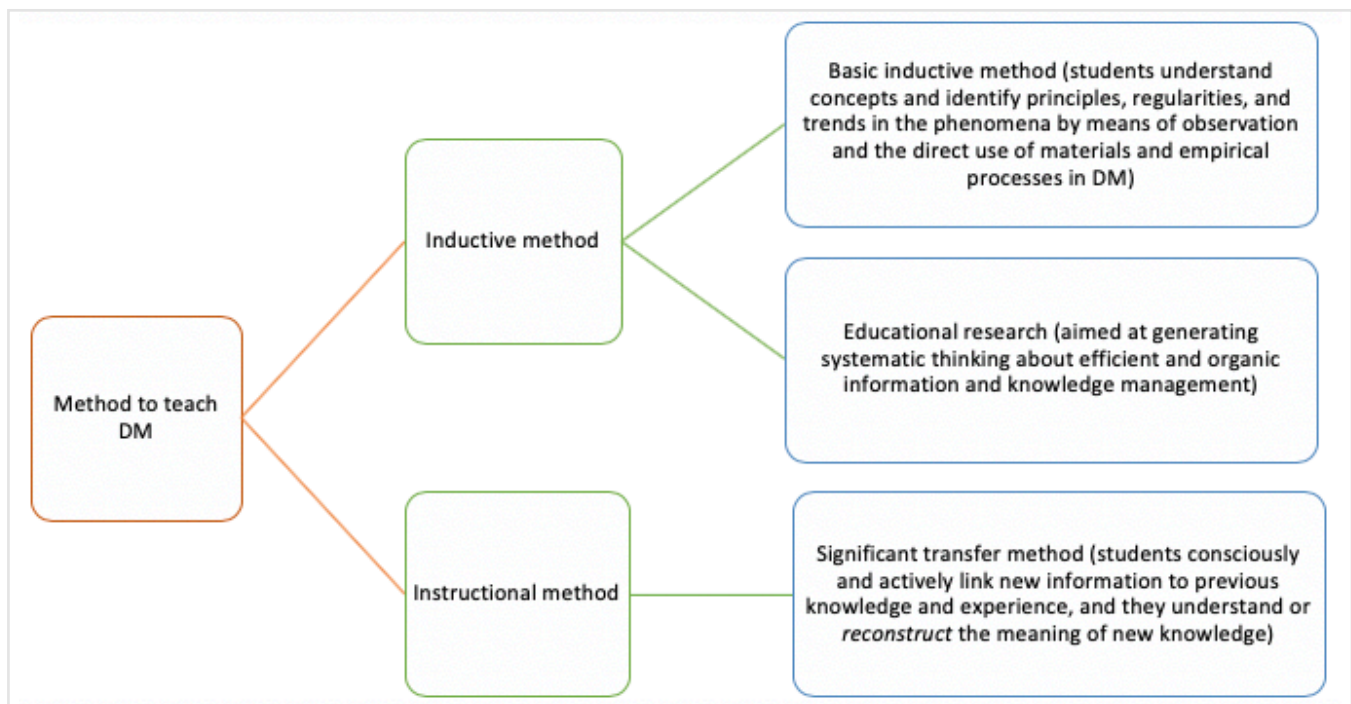 Basic inductive method (students understand
concepts and identify principles, regularities, and
trends in the phenomena by means of observation
and the direct use of materials and empirical
processes in DM)
Inductive method
Educational research (aimed at generating
systematic thinking about efficient and organic
information and knowledge management)
Method to teach
DM
Significant transfer method (students consciously
and actively link new information to previous
knowledge and experience, and they understand or
reconstruct the meaning of new knowledge)
Instructional method